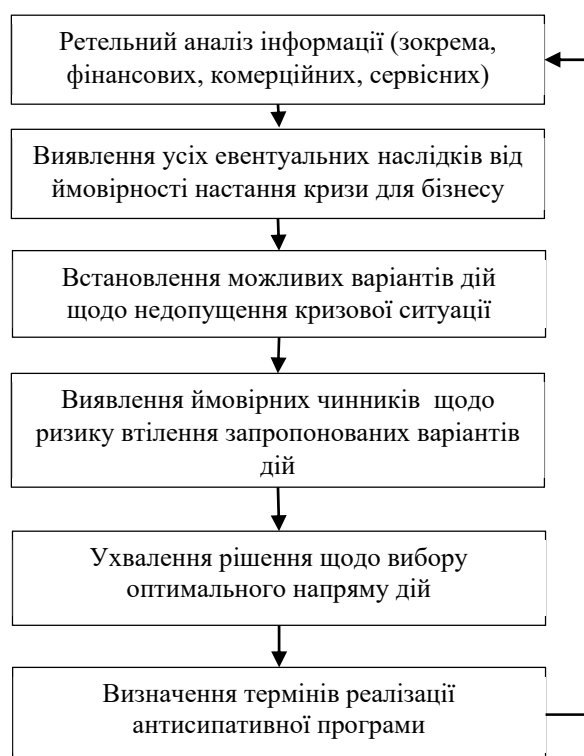 Ретельний аналіз інформації (зокрема,
фінансових, комерційних, сервісних)
Виявлення усіх евентуальних наслідків від
ймовірності настання кризи для бізнесу
Встановлення можливих варіантів дій
щодо недопущення кризової ситуації
Виявлення ймовірних чинників щодо
ризику втілення запропонованих варіантів
дій
Ухвалення рішення щодо вибору
оптимального напряму дій
Визначення термінів реалізації
антисипативної програми